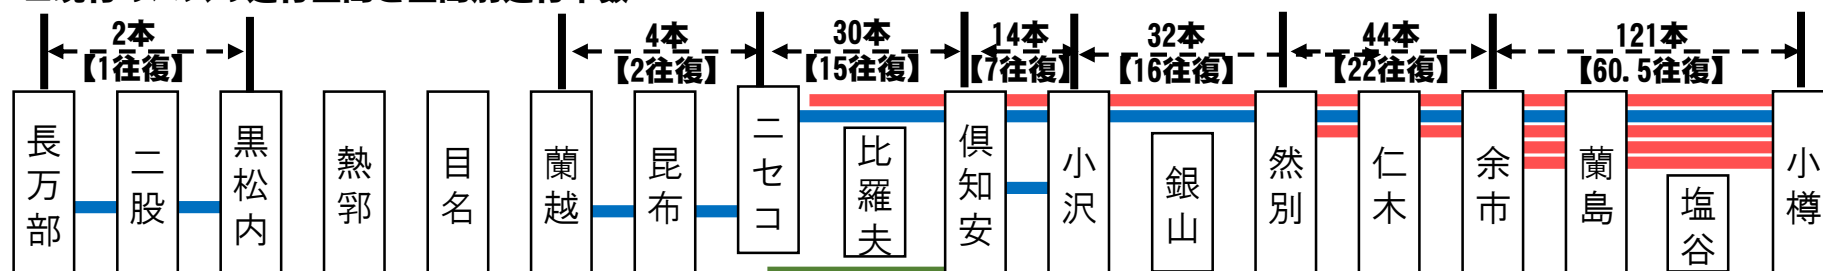 2本
【1往復】
4本
【2往復】
30本
【15往復】
14本
【7往復】
32本
【16往復】
44本
【22往復】
121本
【60.5往復】
長万部
二股
黒松内
熱郛
目名
蘭越
昆布
ニセコ
比羅夫
倶知安
小沢
銀山
然別
仁木
余市
蘭島
塩谷
小樽